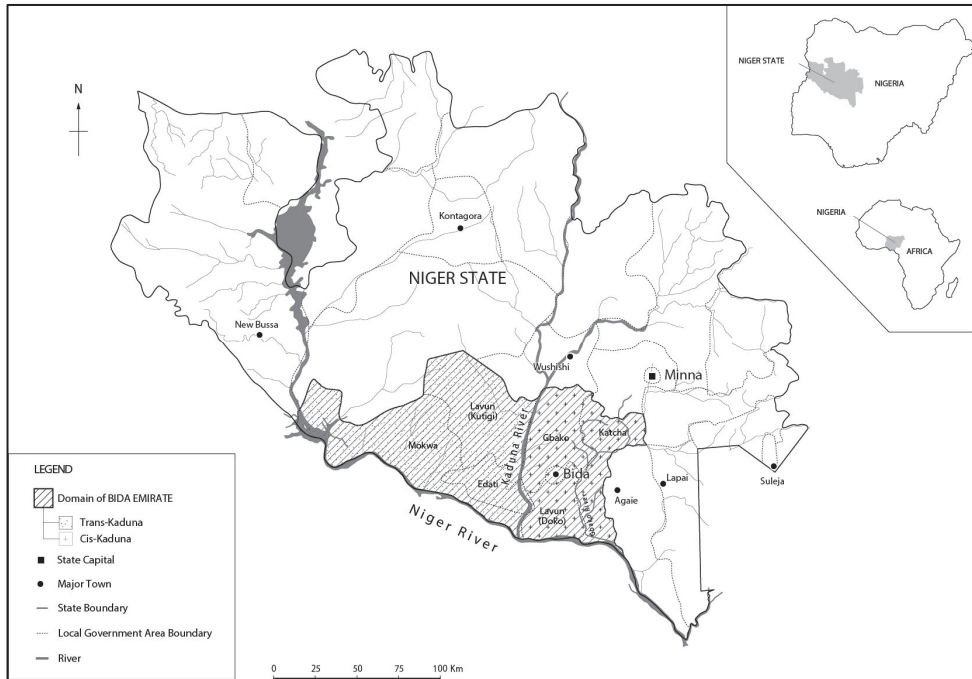 N
NIGER STATE
NIGERIA
NIGERIA
AFRICA
Kontagora
NIGER STATE
New Bussa
Wushishi
Minna
Lavun
(Kutigi)
Kaduna River
Gbako
Katcha
Mokwa
Bida
Edati
Lapai
Agaie
Suleja
Lavun
(Doko)
Niger River
LEGEND
Domain of BIDA EMIRATE
Trans-Kaduna
Cis-Kaduna
State Capital
Major Town
State Boundary
Local Government Area Boundary
River
0 25 50 75 100 Km